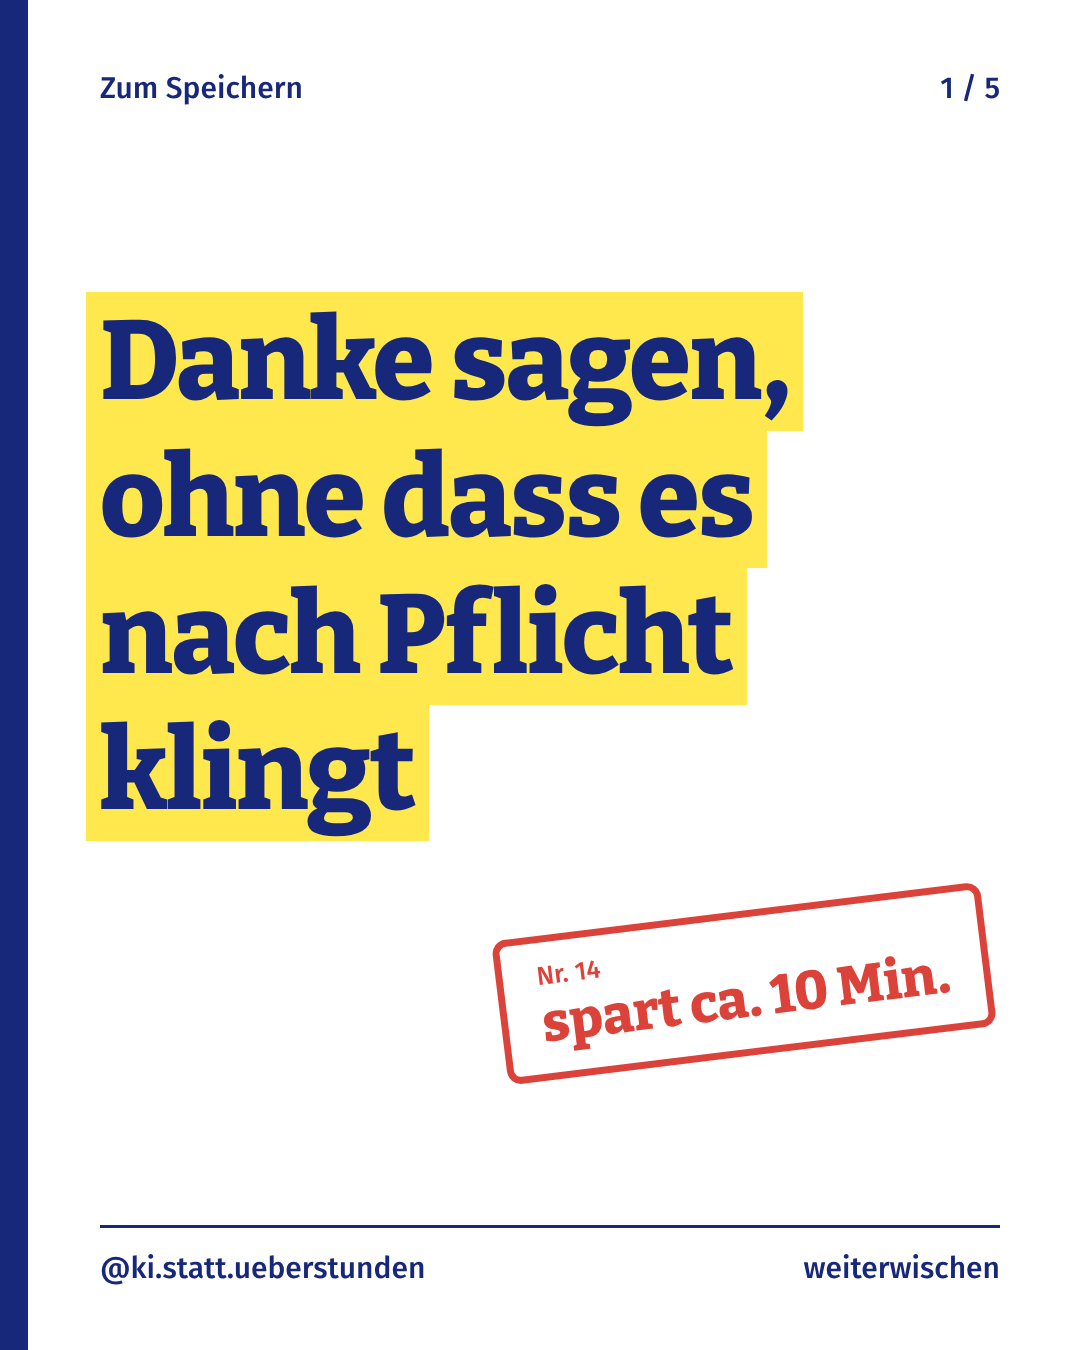 Zum Speichern
1 / 5
Danke sagen,
ohne dass es
nach Pflicht
klingt
Nr. 14
spart ca. 10 Min.
@ki.statt.ueberstunden
weiterwischen